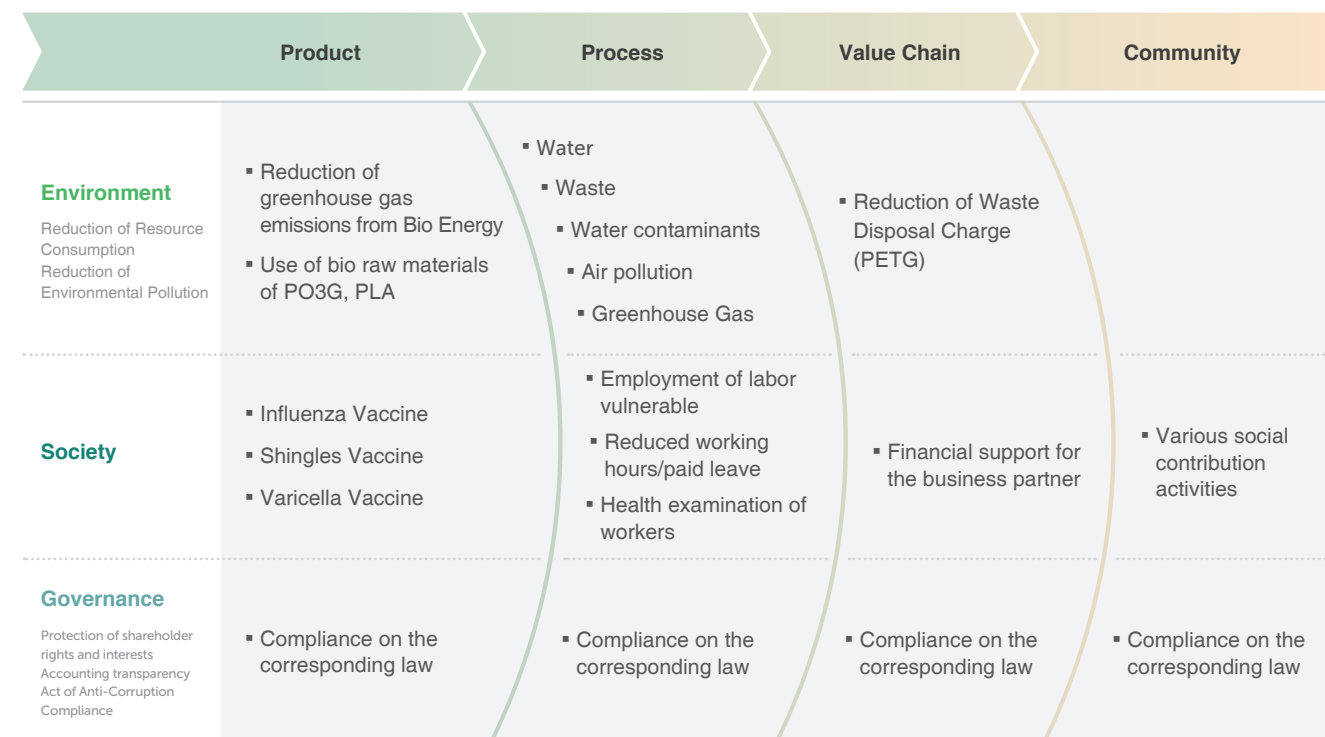 Product
Process
Value Chain
Community
Environment
Reduction of Resource
Consumption
Reduction of
Environmental Pollution
▪ Reduction of
greenhouse gas
emissions from Bio Energy
▪ Use of bio raw materials
of PO3G, PLA
▪ Water
▪ Waste
▪ Water contaminants
▪ Air pollution
▪ Greenhouse Gas
▪ Reduction of Waste
Disposal Charge
(PETG)
Society
▪ Influenza Vaccine
▪ Shingles Vaccine
▪ Varicella Vaccine
▪ Employment of labor
vulnerable
▪ Reduced working
hours/paid leave
▪ Health examination of
workers
▪ Financial support for
the business partner
▪ Various social
contribution
activities
Governance
Protection of shareholder
rights and interests
Accounting transparency
Act of Anti-Corruption
Compliance
▪ Compliance on the
corresponding law
▪ Compliance on the
corresponding law
▪ Compliance on the
corresponding law
▪ Compliance on the
corresponding law